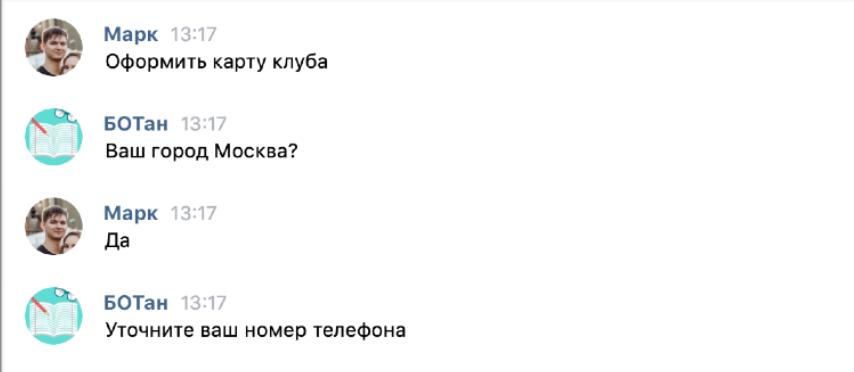 Марк 13:17
Оформить карту клуба
БОТан 13:17
Ваш город Москва?
Марк 13:17
Да
БОТан 13:17
Уточните ваш номер телефона